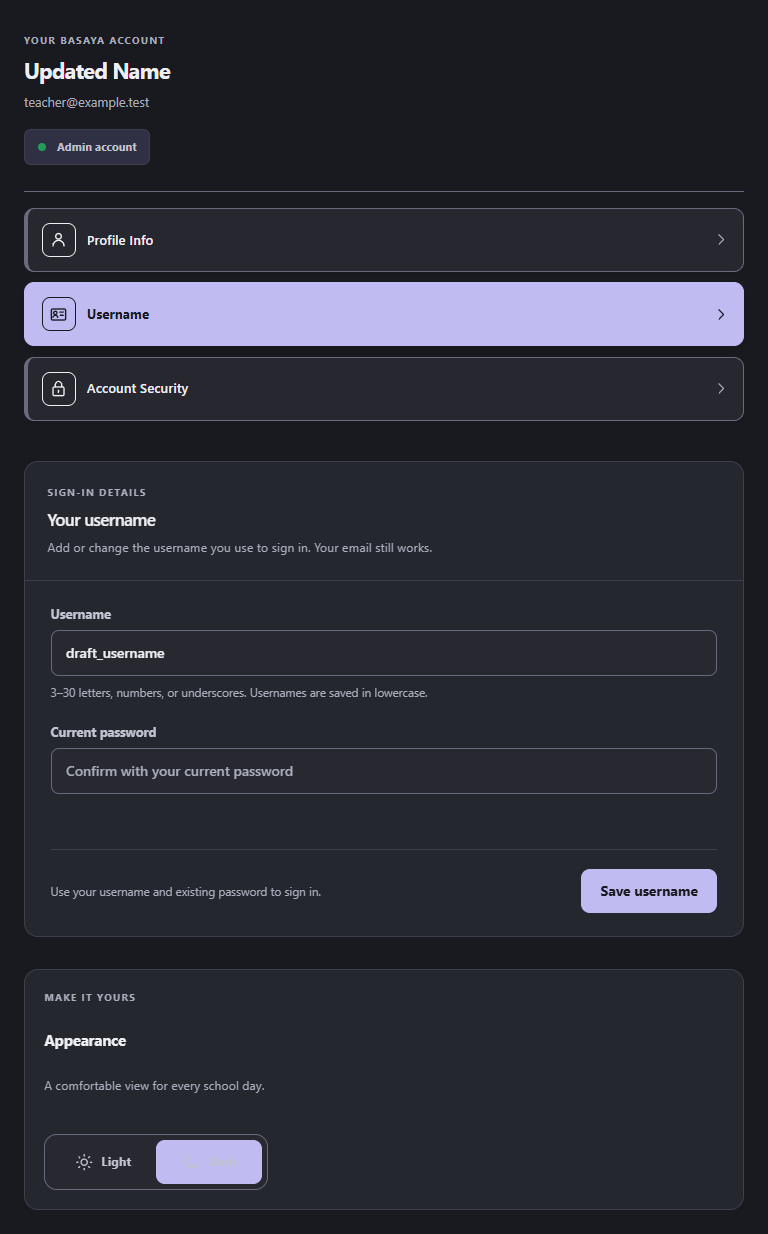 YOUR BASAYA ACCOUNT
Updated Name
teacher@example.test
Admin account
Profile Info
Username
Account Security
SIGN-IN DETAILS
Your username
Add or change the username you use to sign in. Your email still works.
Username
draft_username
3–30 letters, numbers, or underscores. Usernames are saved in lowercase.
Current password
Confirm with your current password
Use your username and existing password to sign in.
Save username
MAKE IT YOURS
Appearance
A comfortable view for every school day.
Light